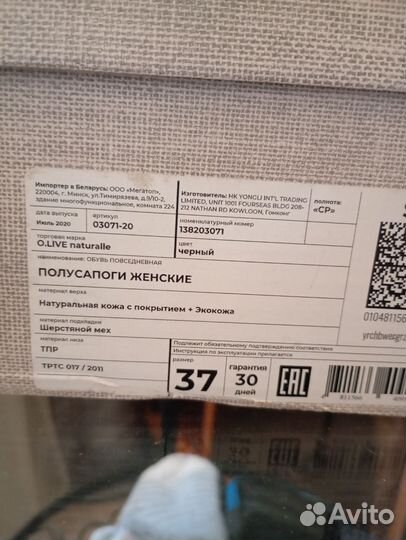 Импортер в Беларусь: ООО «Мегатоп»,
220004, г. Минск, ул.Тимирязева, д.9/10-2,
здание многофункциональное, комната 224
Изготовитель: HK YONGLI INT'L TRADING
LIMITED, UNIT 1001 FOURSEAS BLDG 208-
212 NATHAN RD KOWLOON, Гонконг
полнота:
«СР»
дата выпуска
Июль 2020
артикул
03071-20
номенклатурный номер
138203071
торговая марка
O.LIVE naturalle
цвет
черный
наименование: ОБУВЬ ПОВСЕДНЕВНАЯ
ПОЛУСАПОГИ ЖЕНСКИЕ
материал верха
Натуральная кожа с покрытием + Экокожа
материал подкладки
Шерстяной мех
материал низа
ТПР
ТРТС 017 / 2011
Подлежит обязательному подтверждению соответствия
Инструкция по эксплуатации прилагается
размер
37
гарантия
30
дней
EAC
010481156
yrchbwesgr
811566
Avito